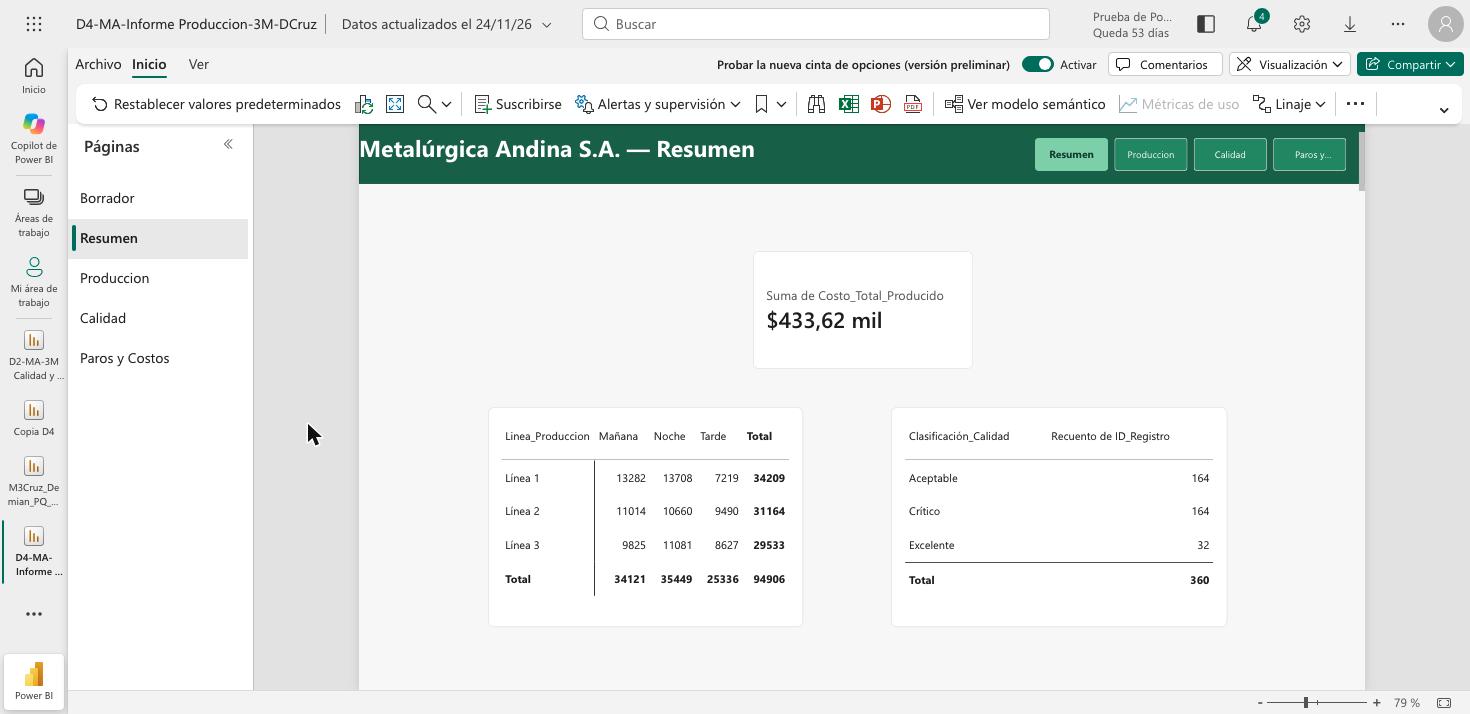 D4-MA-Informe Produccion-3M-DCruz
Datos actualizados el 24/11/26
Buscar
Prueba de Po...
Queda 53 días
4
Archivo
Inicio
Ver
Probar la nueva cinta de opciones (versión preliminar)
Activar
Comentarios
Visualización
Compartir
Restablecer valores predeterminados
Suscribirse
Alertas y supervisión
PDF
Ver modelo semántico
Métricas de uso
Linaje
Inicio
Copilot de
Power BI
Áreas de
trabajo
Mi área de
trabajo
D2-MA-3M
Calidad y ...
Copia D4
M3Cruz_De
mian_PQ_...
D4-MA-
Informe ...
Power BI
Páginas
Borrador
Resumen
Produccion
Calidad
Paros y Costos
Metalúrgica Andina S.A. — Resumen
Resumen
Produccion
Calidad
Paros y...
Suma de Costo_Total_Producido
$433,62 mil
Linea_Produccion Mañana Noche Tarde Total
Línea 1 13282 13708 7219 34209
Línea 2 11014 10660 9490 31164
Línea 3 9825 11081 8627 29533
Total 34121 35449 25336 94906
Clasificación_Calidad Recuento de ID_Registro
Aceptable 164
Crítico 164
Excelente 32
Total 360
- + 79 %